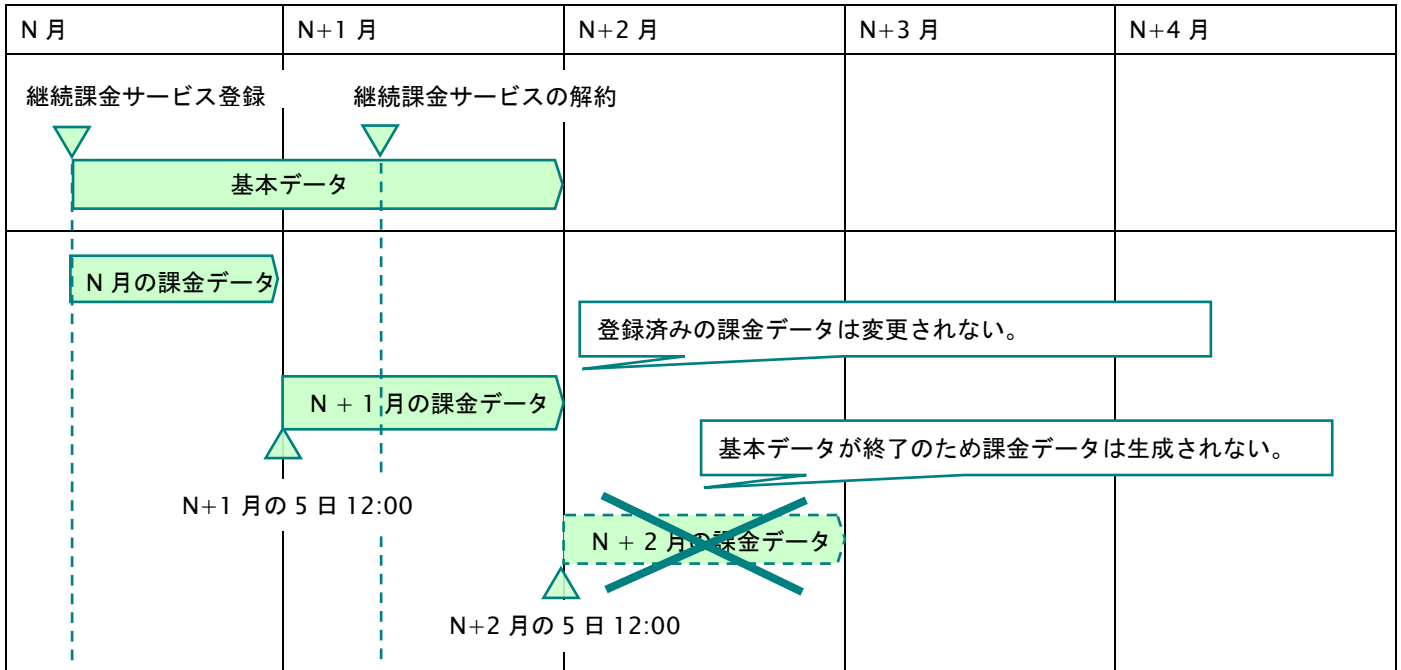 N 月
N+1 月
N+2 月
N+3 月
N+4 月
継続課金サービス登録
継続課金サービスの解約
基本データ
N 月の課金データ
登録済みの課金データは変更されない。
N + 1 月の課金データ
基本データが終了のため課金データは生成されない。
N+1 月の 5 日 12:00
N + 2 月の課金データ
N+2 月の 5 日 12:00